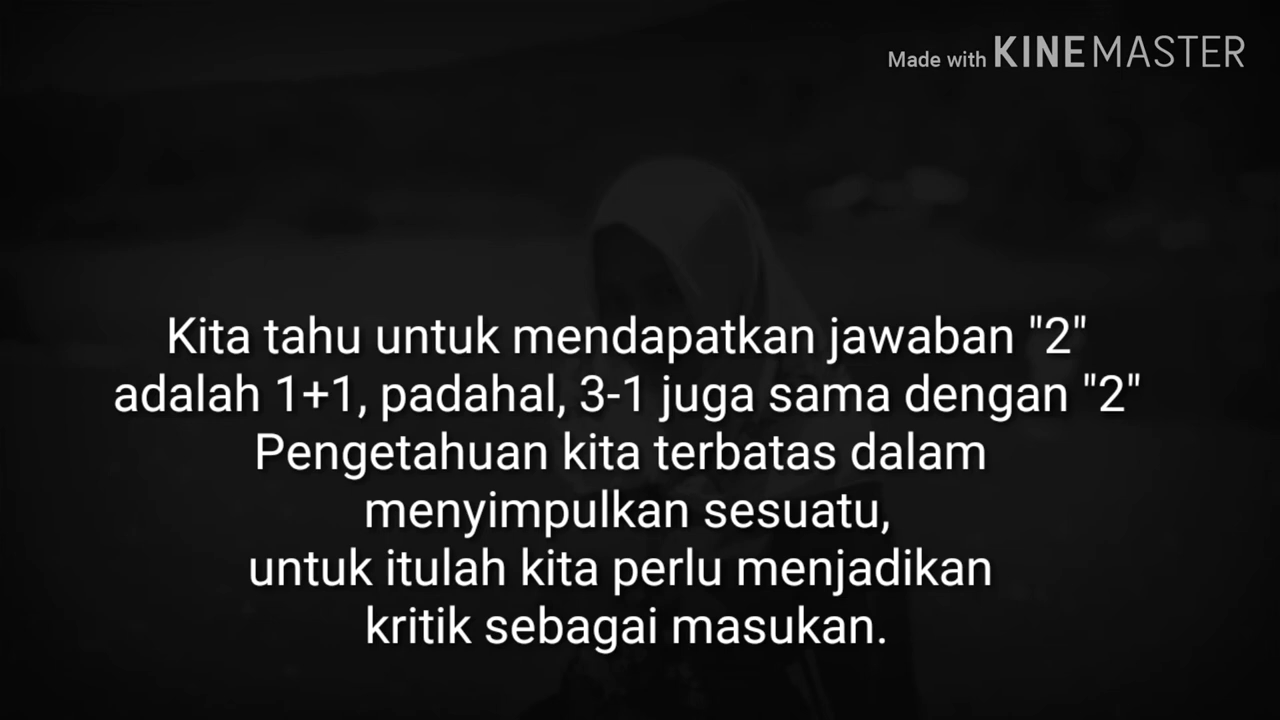 Made with KINEMASTER
Kita tahu untuk mendapatkan jawaban "2"
adalah 1+1, padahal, 3-1 juga sama dengan "2"
Pengetahuan kita terbatas dalam
menyimpulkan sesuatu,
untuk itulah kita perlu menjadikan
kritik sebagai masukan.